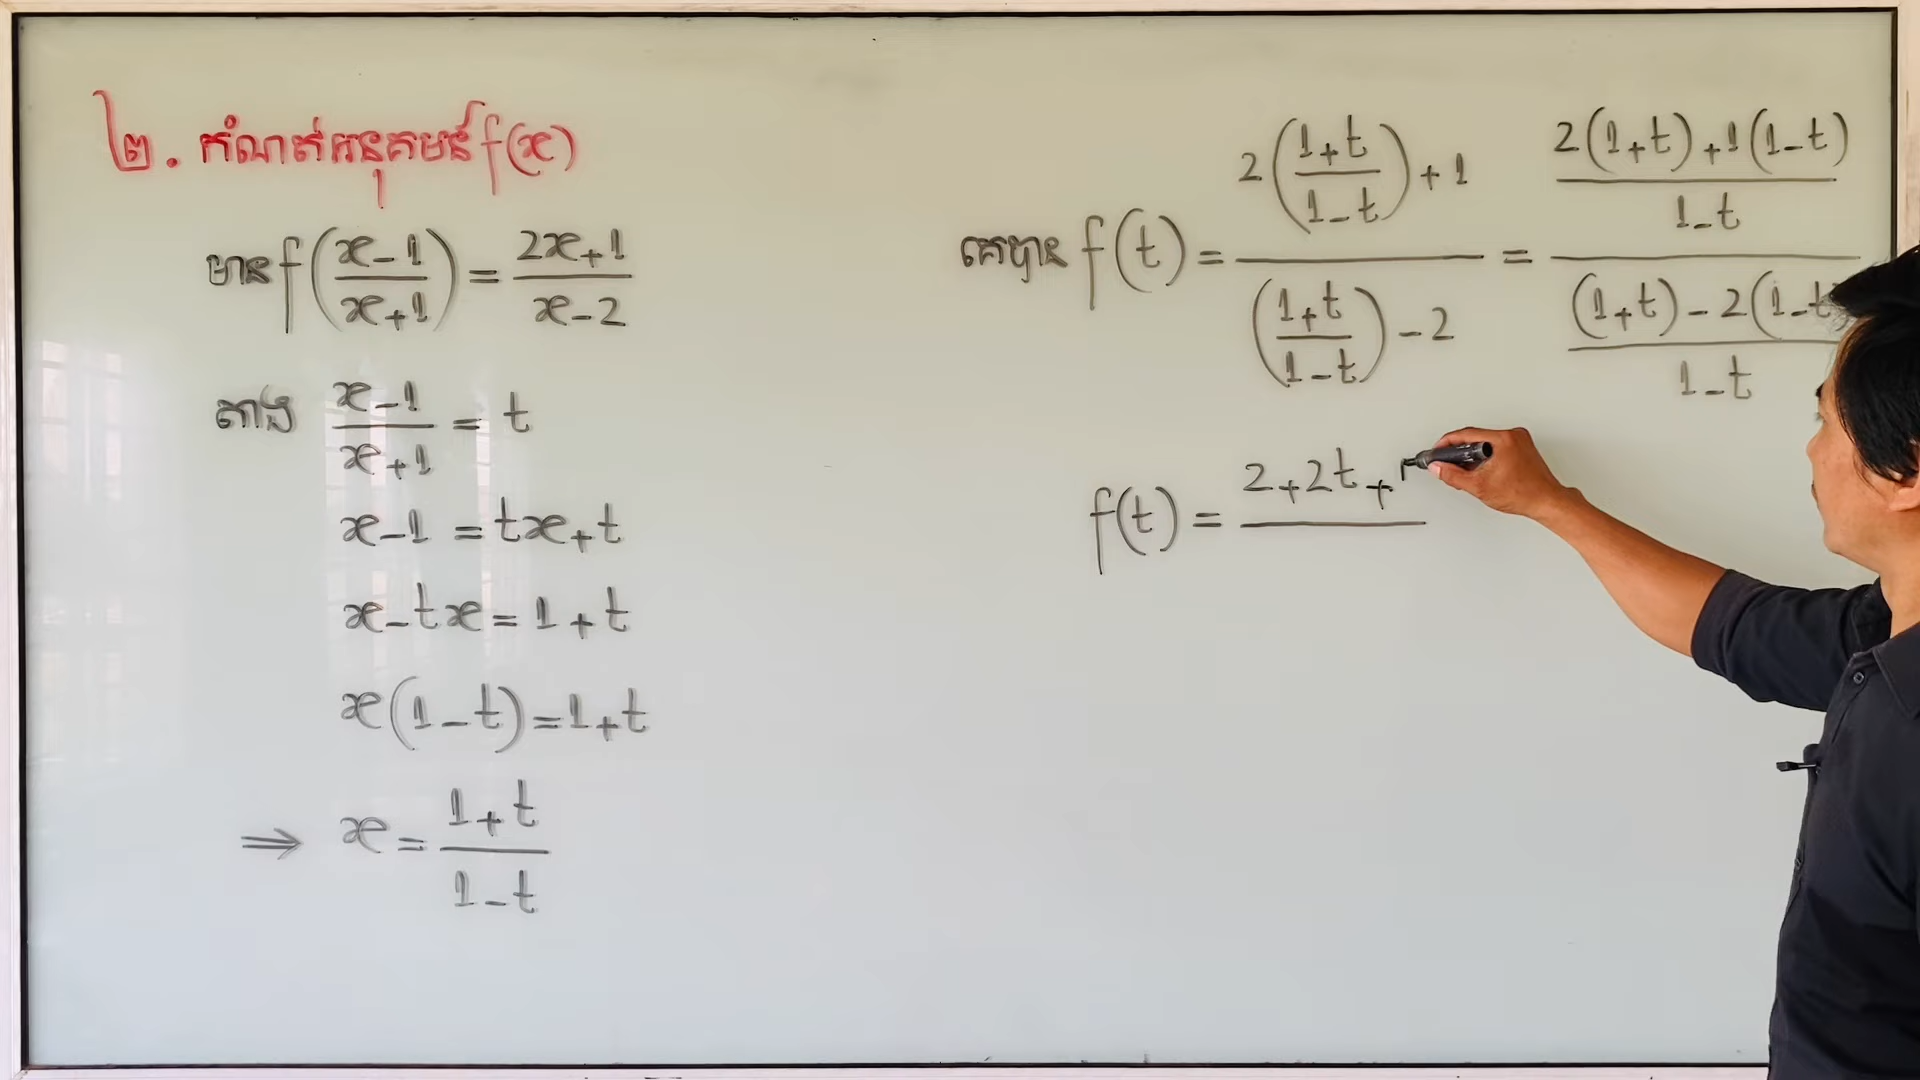 ២. កំណត់អនុគមន៍ f(x)
មាន f((x-1)/(x+1)) = (2x+1)/(x-2)
តាង (x-1)/(x+1) = t
x-1 = tx+t
x-tx = 1+t
x(1-t) = 1+t
⇒ x = (1+t)/(1-t)
គេបាន f(t) = (2((1+t)/(1-t))+1)/(((1+t)/(1-t))-2) = ((2(1+t)+1(1-t))/(1-t))/(((1+t)-2(1-t))/(1-t))
f(t) = 2+2t+